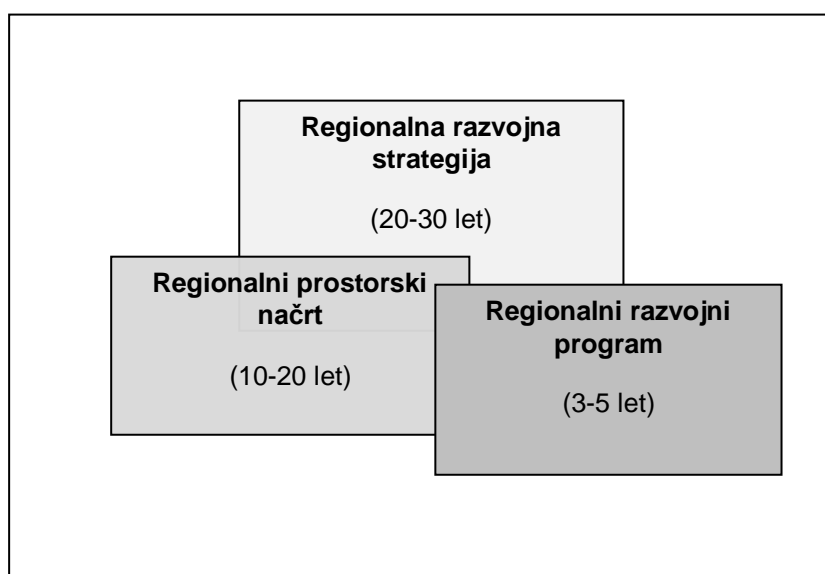 Regionalna razvojna
strategija
(20-30 let)
Regionalni prostorski
načrt
(10-20 let)
Regionalni razvojni
program
(3-5 let)